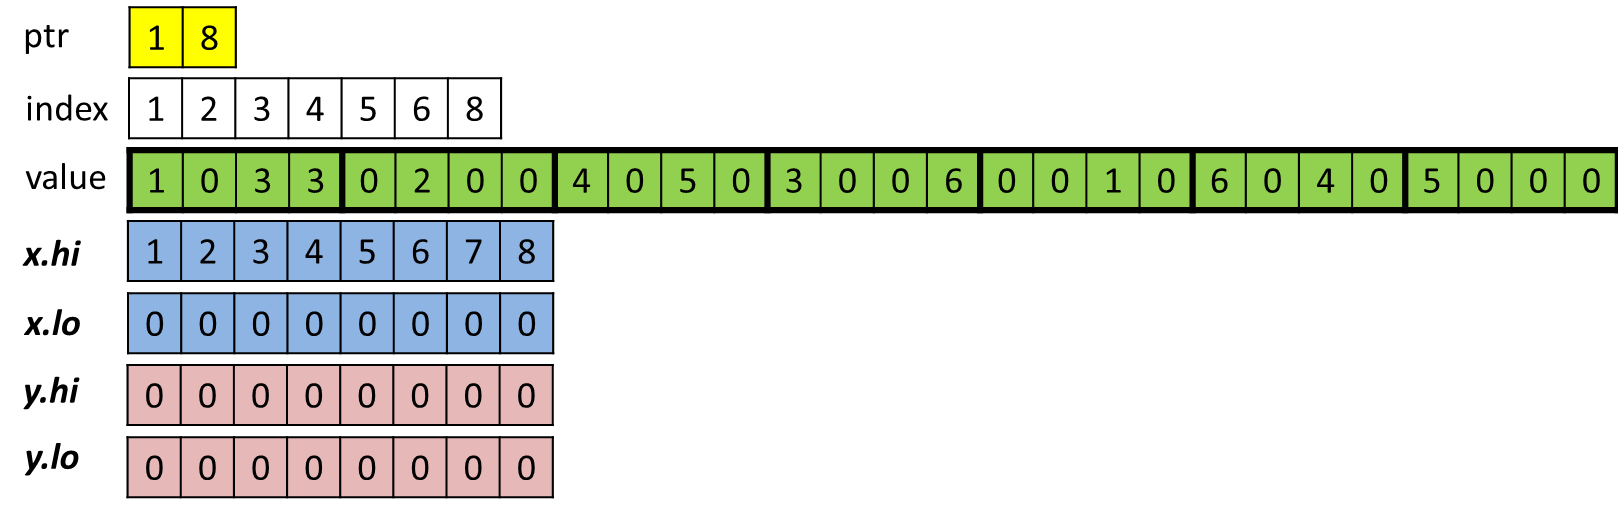 ptr 1 8
index 1 2 3 4 5 6 8
value 1 0 3 3 0 2 0 0 4 0 5 0 3 0 0 6 0 0 1 0 6 0 4 0 5 0 0 0
x.hi 1 2 3 4 5 6 7 8
x.lo 0 0 0 0 0 0 0 0
y.hi 0 0 0 0 0 0 0 0
y.lo 0 0 0 0 0 0 0 0